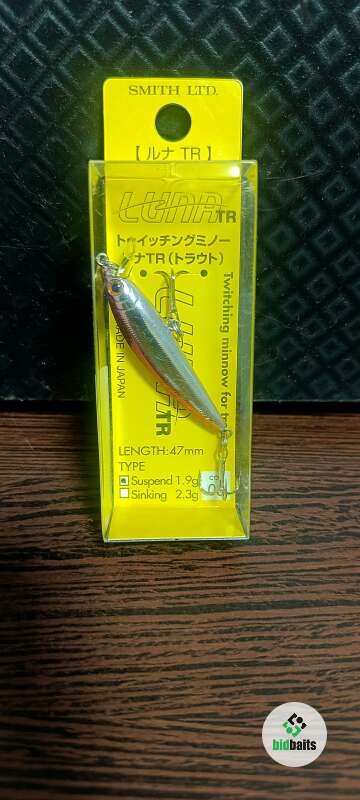 SMITH LTD.
【ルナ TR】
LUNA TR
トゥイッチングミノー
ナTR(トラウト)
Twitching minnow for
TR
MADE IN JAPAN
LENGTH:47mm
TYPE
Suspend 1.9g
Sinking 2.3g
bidbaits